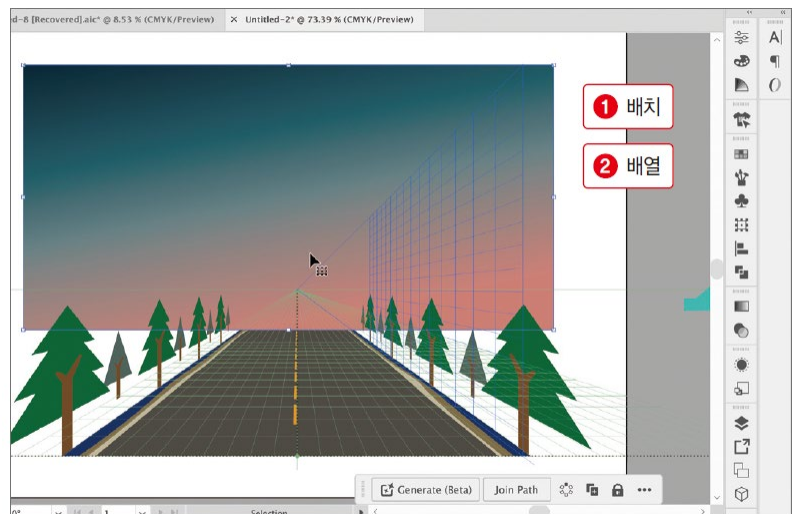 d-8 [Recovered].aic* @ 8.53 % (CMYK/Preview)
× Untitled-2* @ 73.39 % (CMYK/Preview)
1 배치
2 배열
Generate (Beta)
Join Path
1
Selection